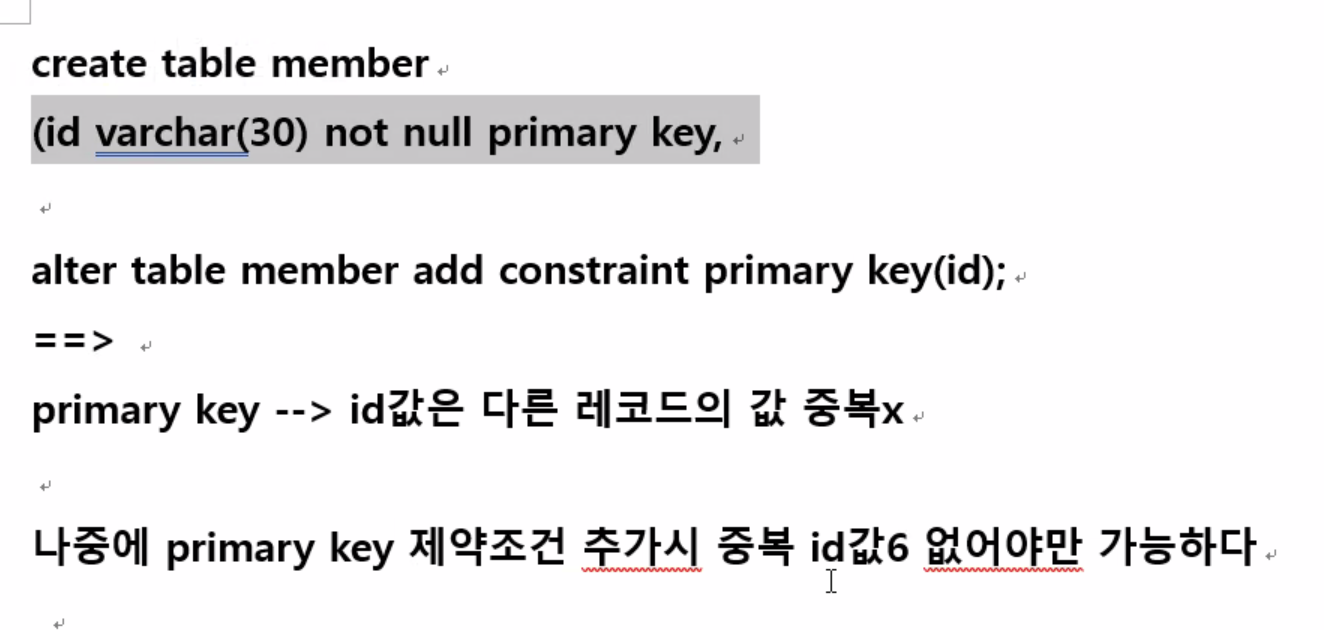 create table member
(id varchar(30) not null primary key,
alter table member add constraint primary key(id);
==>
primary key --> id값은 다른 레코드의 값 중복x
나중에 primary key 제약조건 추가시 중복 id값6 없어야만 가능하다